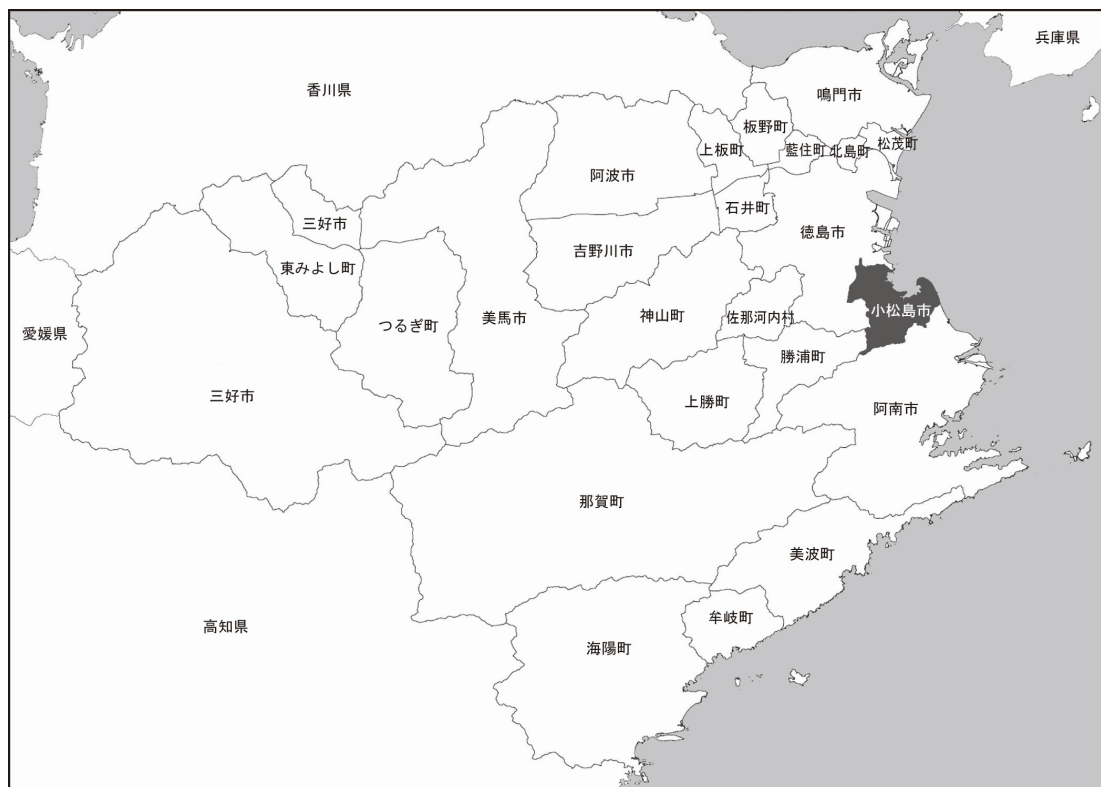 兵庫県
香川県
鳴門市
板野町
上板町
藍住町
北島町
松茂町
阿波市
石井町
三好市
徳島市
吉野川市
東みよし町
小松島市
神山町
佐那河内村
美馬市
つるぎ町
愛媛県
勝浦町
三好市
上勝町
阿南市
那賀町
美波町
牟岐町
高知県
海陽町